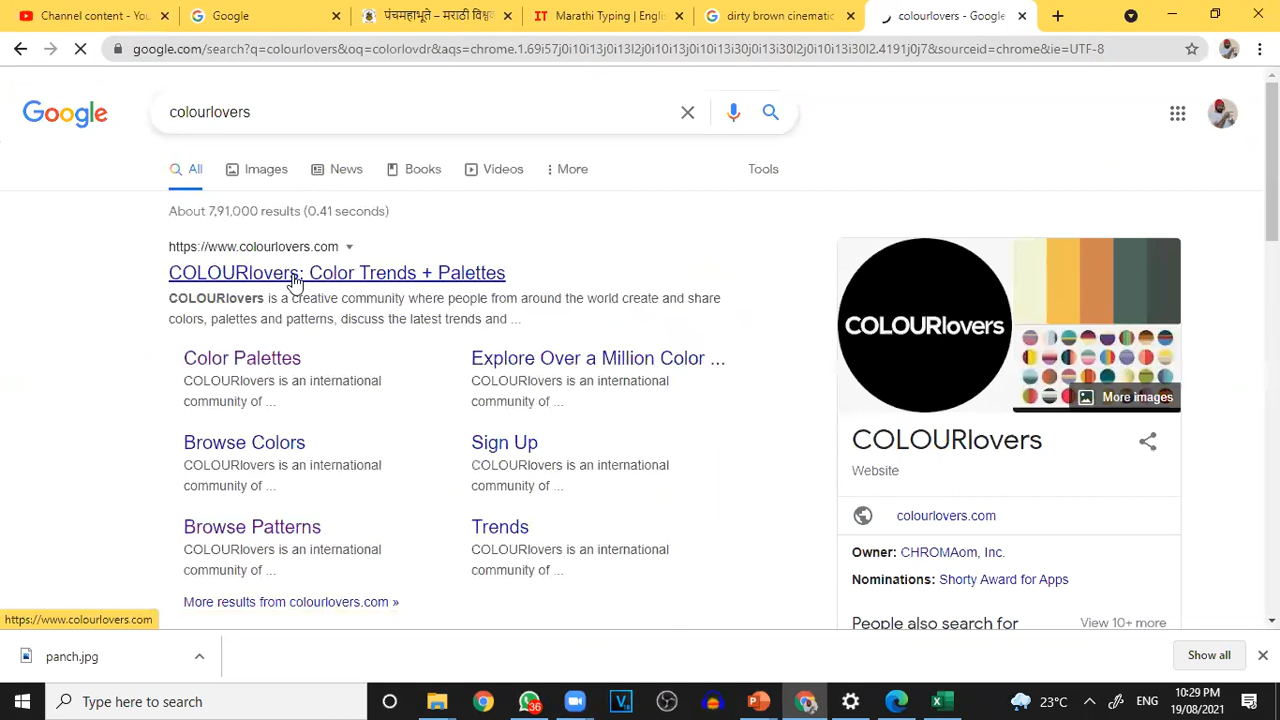 Channel content - You
Google
पंचमहाभूते – मराठी विश्व
Marathi Typing | Engli
dirty brown cinematic
colourlovers - Google
google.com/search?q=colourlovers&oq=colorlovdr&aqs=chrome.1.69i57j0i10i13j0i13l2j0i10i13j0i10i13i30j0i10i13i30l2j0i10i13l2.4191j0j7&sourceid=chrome&ie=UTF-8
Google
colourlovers
All
Images
News
Books
Videos
More
Tools
About 7,91,000 results (0.41 seconds)
https://www.colourlovers.com
COLOURlovers: Color Trends + Palettes
COLOURlovers is a creative community where people from around the world create and share
colors, palettes and patterns, discuss the latest trends and ...
Color Palettes
COLOURlovers is an international
community of ...
Explore Over a Million Color ...
COLOURlovers is an international
community of ...
Browse Colors
COLOURlovers is an international
community of ...
Sign Up
COLOURlovers is an international
community of ...
Browse Patterns
COLOURlovers is an international
community of ...
Trends
COLOURlovers is an international
community of ...
More results from colourlovers.com »
COLOURlovers
More images
COLOURlovers
Website
colourlovers.com
Owner: CHROMAom, Inc.
Nominations: Shorty Award for Apps
People also search for
View 10+ more
https://www.colourlovers.com
panch.jpg
Show all
Type here to search
36
23°C
ENG
10:29 PM
19/08/2021